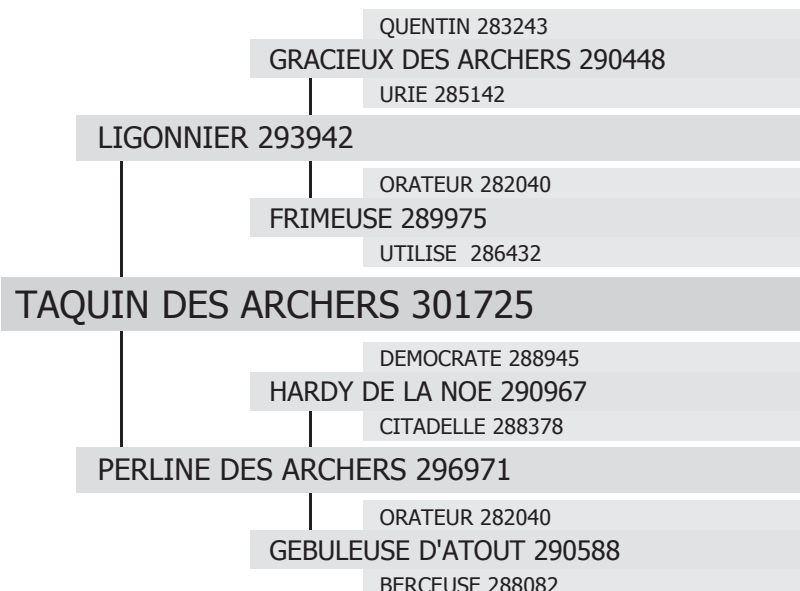 QUENTIN 283243
GRACIEUX DES ARCHERS 290448
URIE 285142
LIGONNIER 293942
ORATEUR 282040
FRIMEUSE 289975
UTILISE 286432
TAQUIN DES ARCHERS 301725
DEMOCRATE 288945
HARDY DE LA NOE 290967
CITADELLE 288378
PERLINE DES ARCHERS 296971
ORATEUR 282040
GEBULEUSE D'ATOUT 290588
BERCEUSE 288082